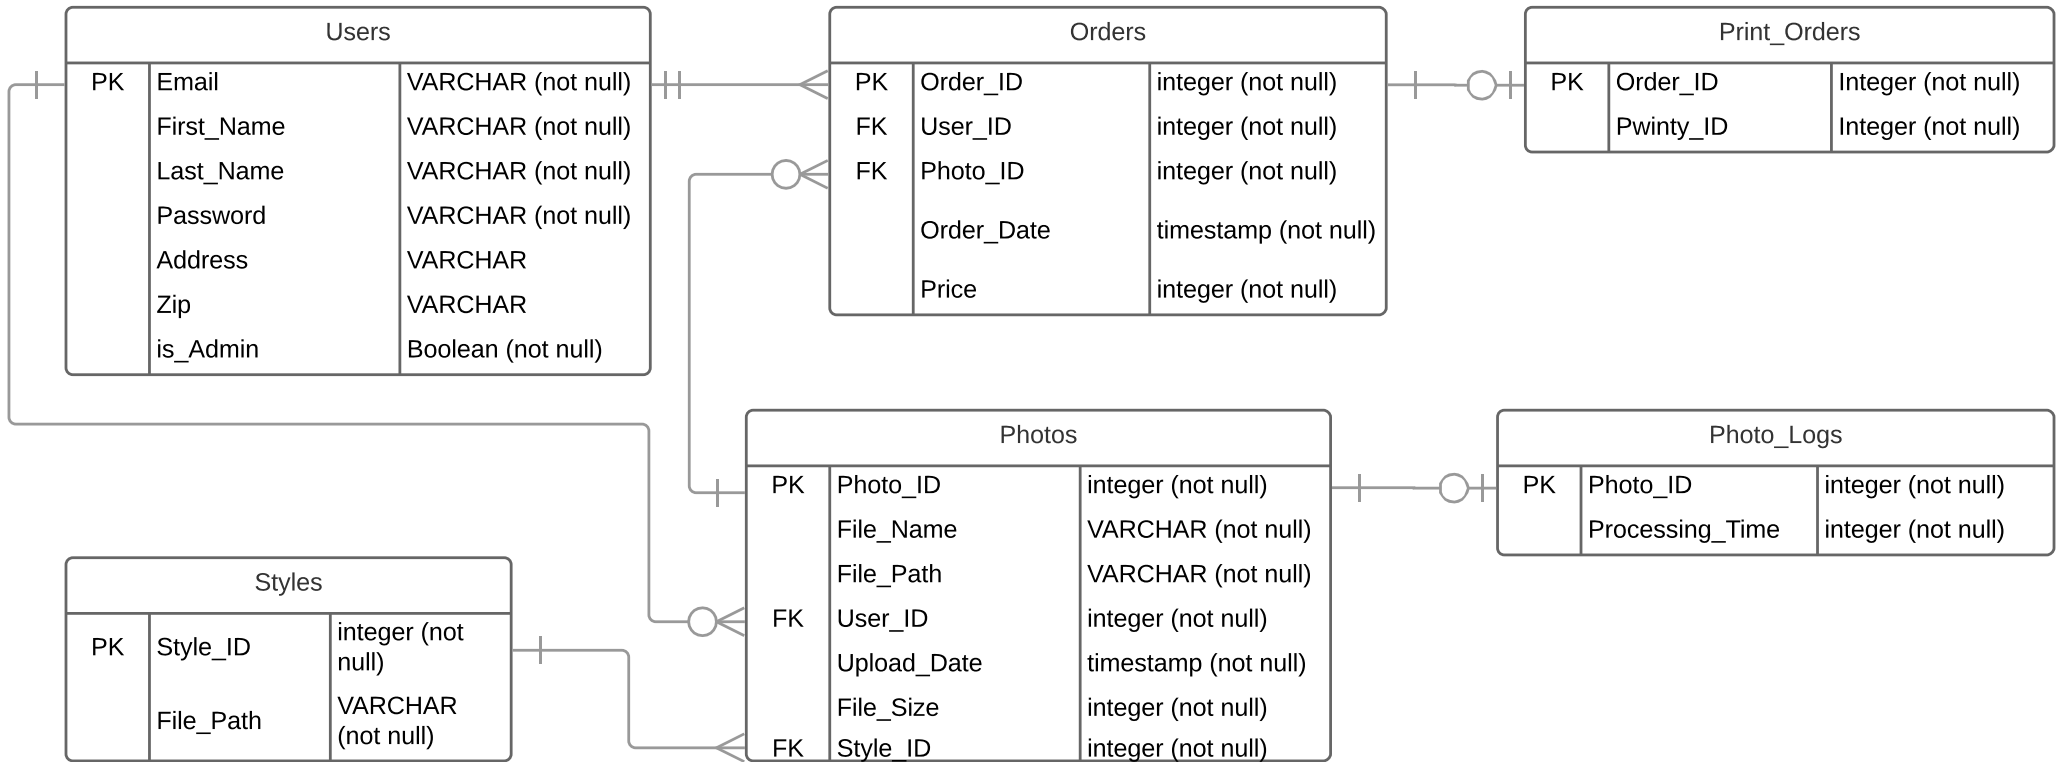 Users
PK Email VARCHAR (not null)
First_Name VARCHAR (not null)
Last_Name VARCHAR (not null)
Password VARCHAR (not null)
Address VARCHAR
Zip VARCHAR
is_Admin Boolean (not null)
Orders
PK Order_ID integer (not null)
FK User_ID integer (not null)
FK Photo_ID integer (not null)
Order_Date timestamp (not null)
Price integer (not null)
Print_Orders
PK Order_ID Integer (not null)
Pwinty_ID Integer (not null)
Styles
PK Style_ID integer (not
null)
File_Path VARCHAR
(not null)
Photos
PK Photo_ID integer (not null)
File_Name VARCHAR (not null)
File_Path VARCHAR (not null)
FK User_ID integer (not null)
Upload_Date timestamp (not null)
File_Size integer (not null)
FK Style_ID integer (not null)
Photo_Logs
PK Photo_ID integer (not null)
Processing_Time integer (not null)